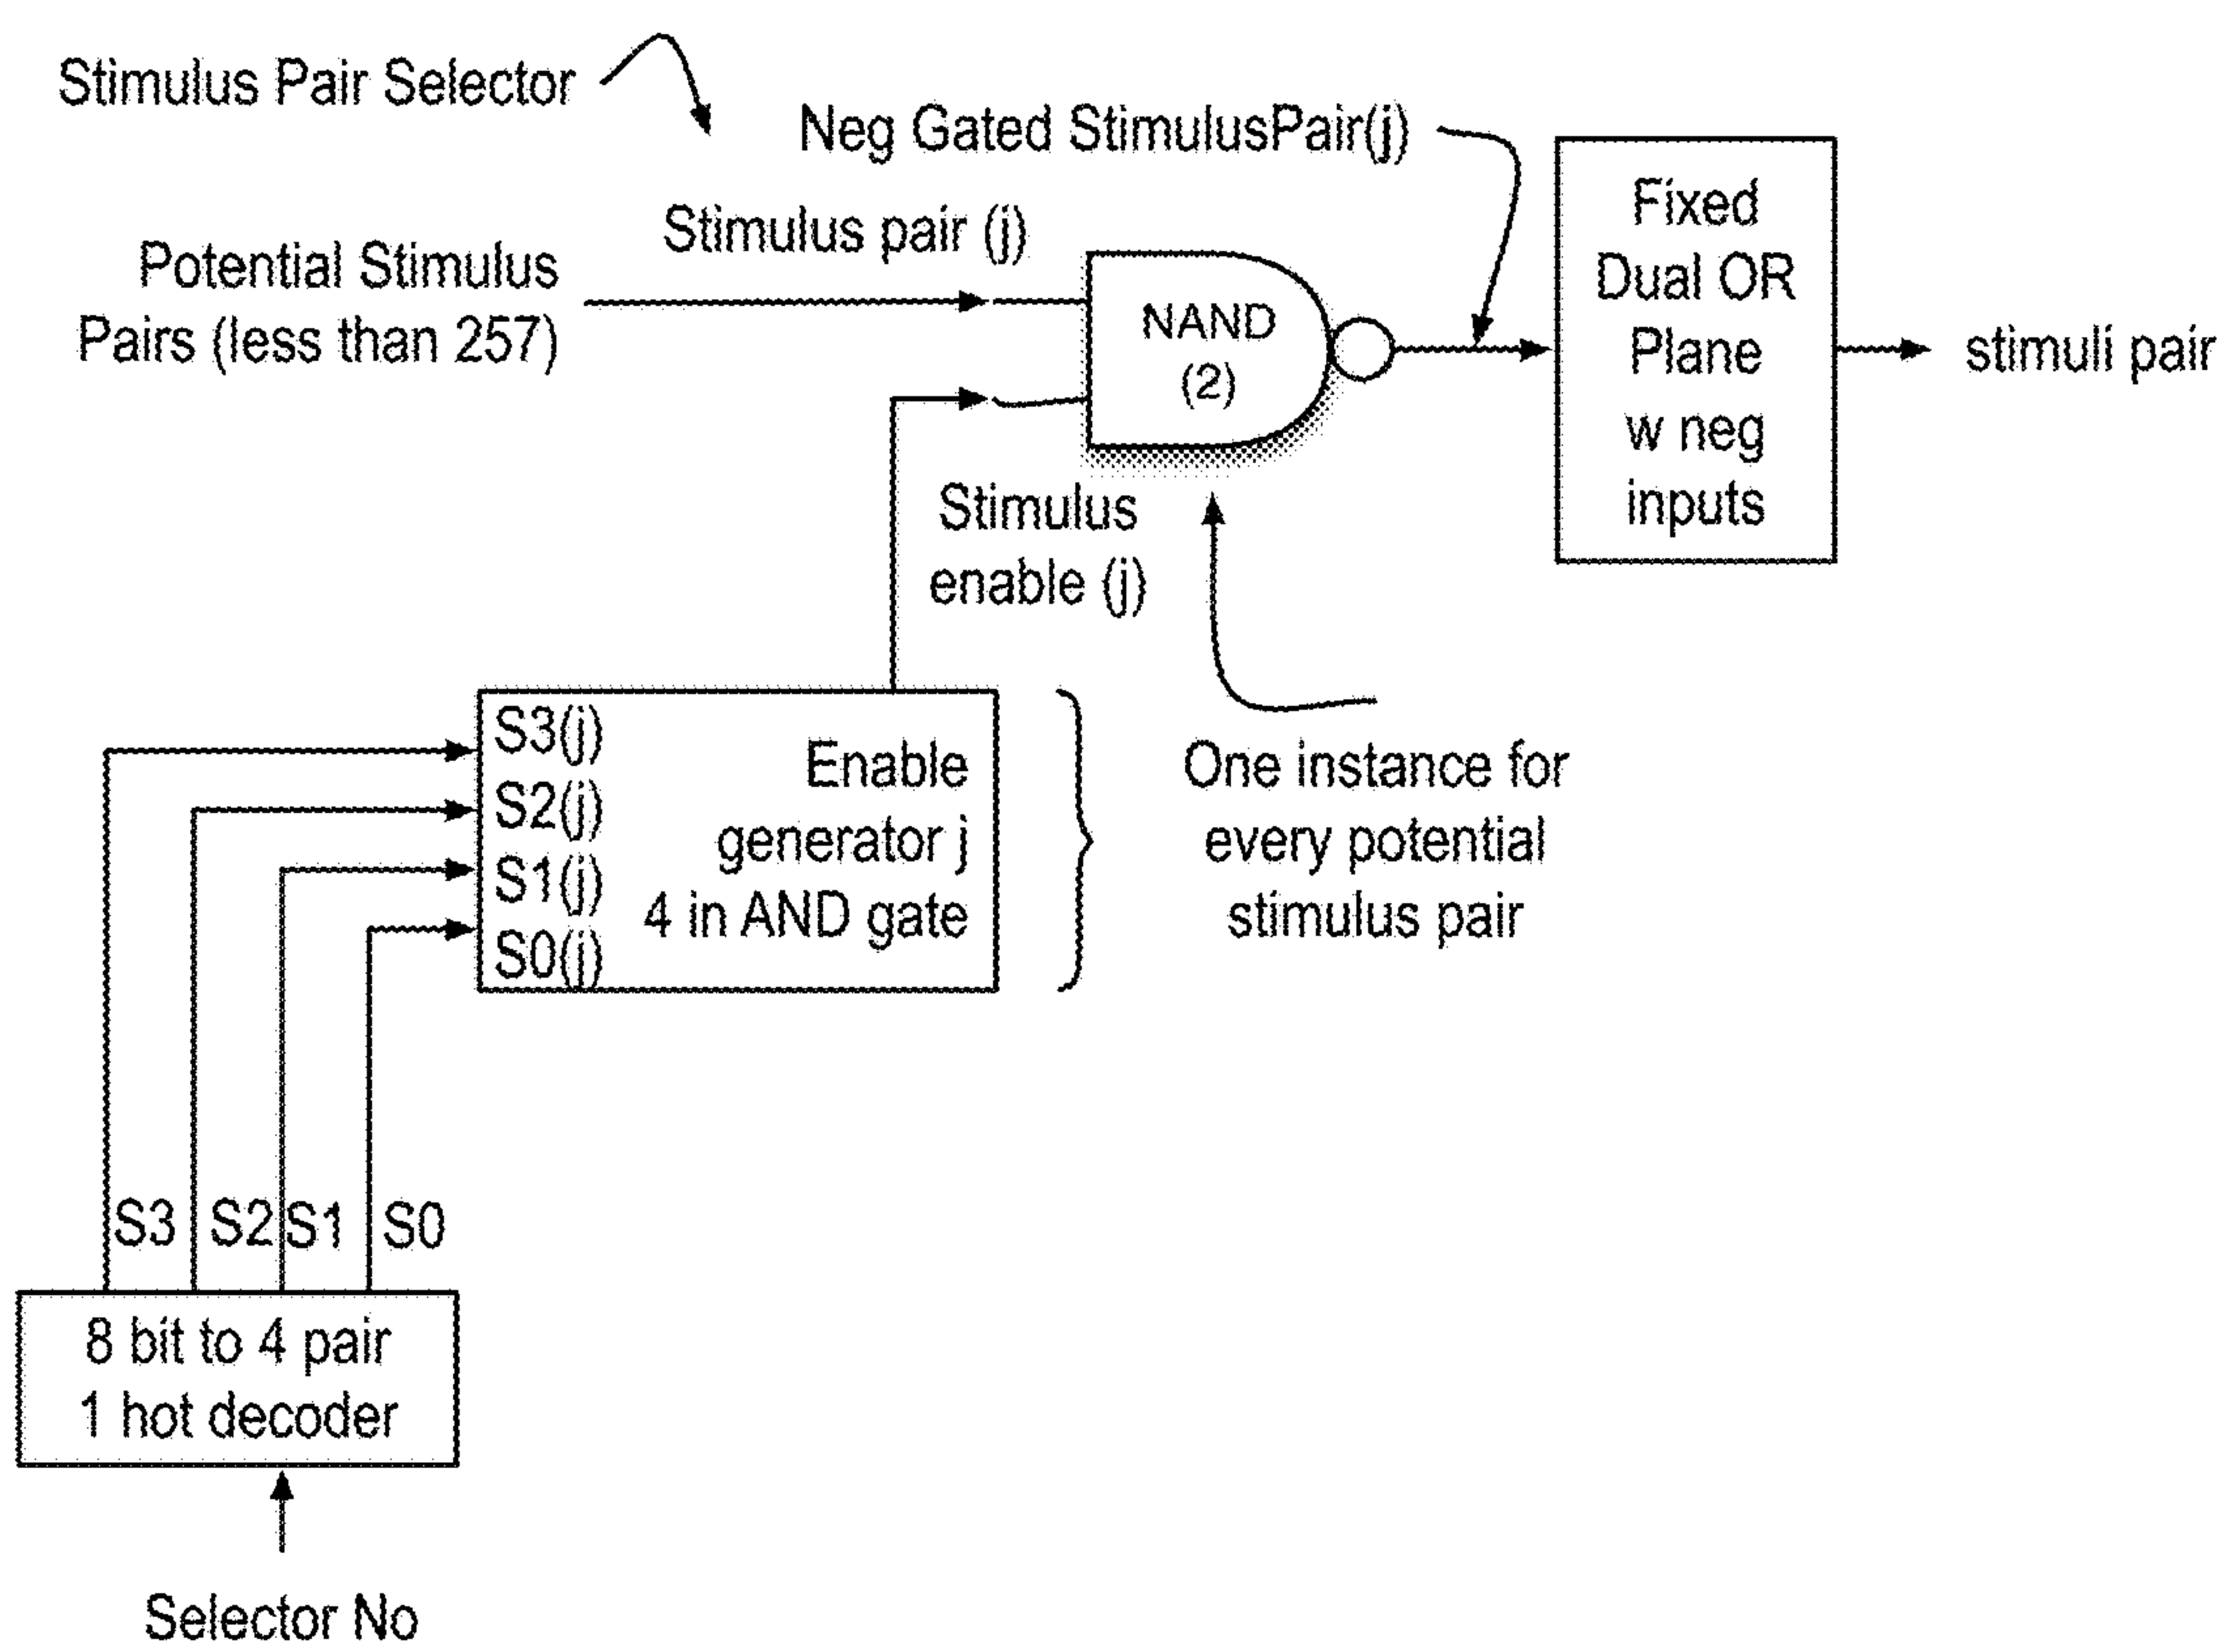 Stimulus Pair Selector
Neg Gated StimulusPair(j)
Stimulus pair (j)
Potential Stimulus
Pairs (less than 257)
NAND
(2)
Fixed
Dual OR
Plane
w neg
inputs
stimuli pair
Stimulus
enable (j)
S3(j)
S2(j)
S1(j)
S0(j)
Enable
generator j
4 in AND gate
One instance for
every potential
stimulus pair
S3 S2 S1 S0
8 bit to 4 pair
1 hot decoder
Selector No